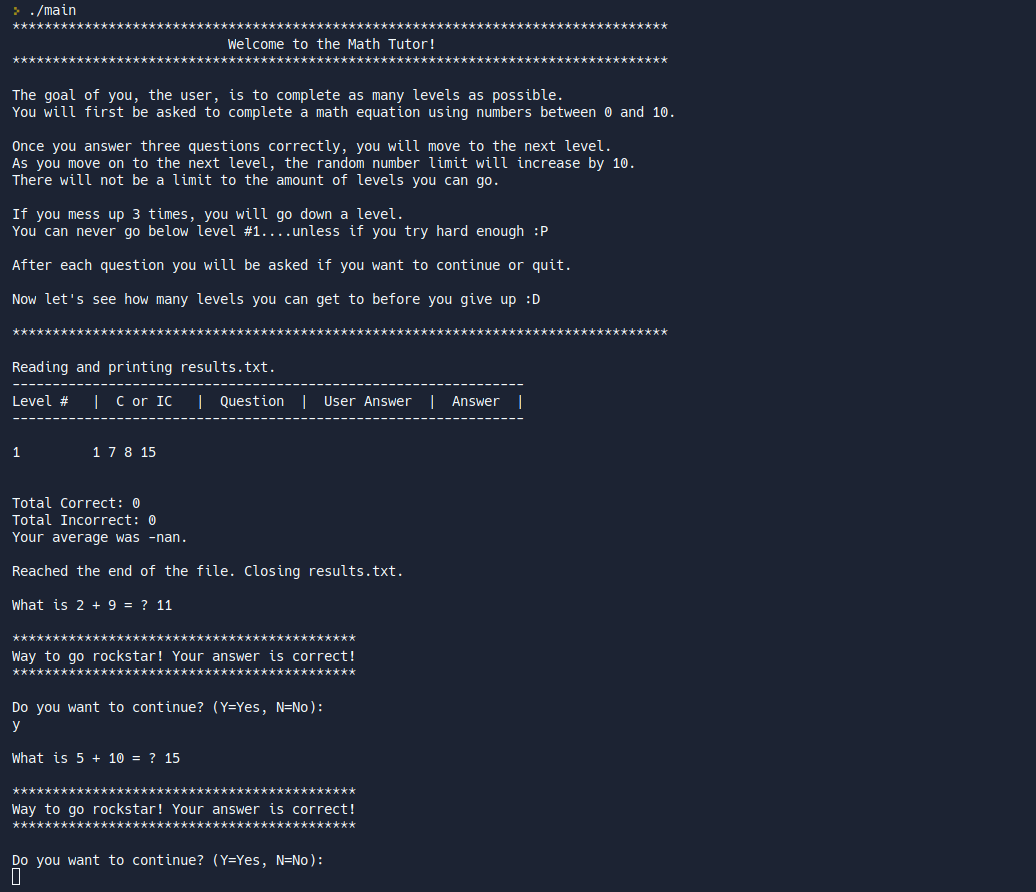 > ./main
**********************************************************************************
Welcome to the Math Tutor!
**********************************************************************************
The goal of you, the user, is to complete as many levels as possible.
You will first be asked to complete a math equation using numbers between 0 and 10.
Once you answer three questions correctly, you will move to the next level.
As you move on to the next level, the random number limit will increase by 10.
There will not be a limit to the amount of levels you can go.
If you mess up 3 times, you will go down a level.
You can never go below level #1....unless if you try hard enough :P
After each question you will be asked if you want to continue or quit.
Now let's see how many levels you can get to before you give up :D
**********************************************************************************
Reading and printing results.txt.
----------------------------------------------------------------
Level #   |  C or IC   |  Question  |  User Answer  |  Answer  |
----------------------------------------------------------------
1         1 7 8 15
Total Correct: 0
Total Incorrect: 0
Your average was -nan.
Reached the end of the file. Closing results.txt.
What is 2 + 9 = ? 11
*******************************************
Way to go rockstar! Your answer is correct!
*******************************************
Do you want to continue? (Y=Yes, N=No):
y
What is 5 + 10 = ? 15
*******************************************
Way to go rockstar! Your answer is correct!
*******************************************
Do you want to continue? (Y=Yes, N=No):